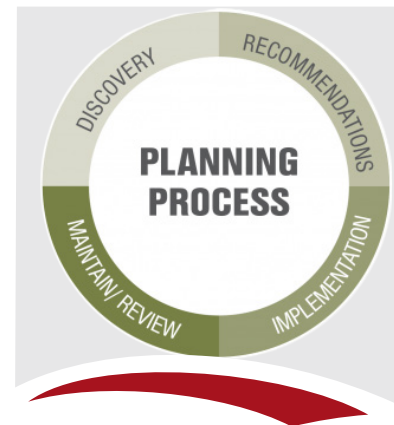 DISCOVERY
RECOMMENDATIONS
PLANNING
PROCESS
MAINTAIN/ REVIEW
IMPLEMENTATION